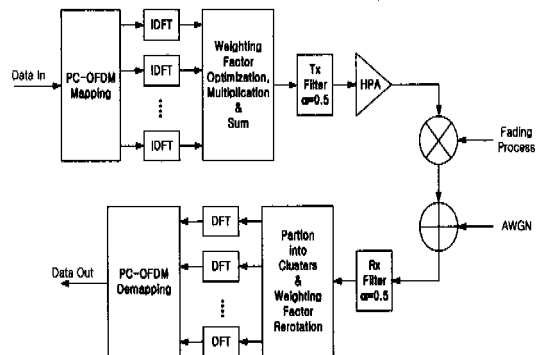 Data In
PC-OFDM
Mapping
IDFT
IDFT
IDFT
Weighting
Factor
Optimization,
Multiplication
&
Sum
Tx
Filter
α=0.5
HPA
Fading
Process
AWGN
Rx
Filter
α=0.5
Partion
into
Clusters
&
Weighting
Factor
Rerotation
DFT
DFT
DFT
PC-OFDM
Demapping
Data Out